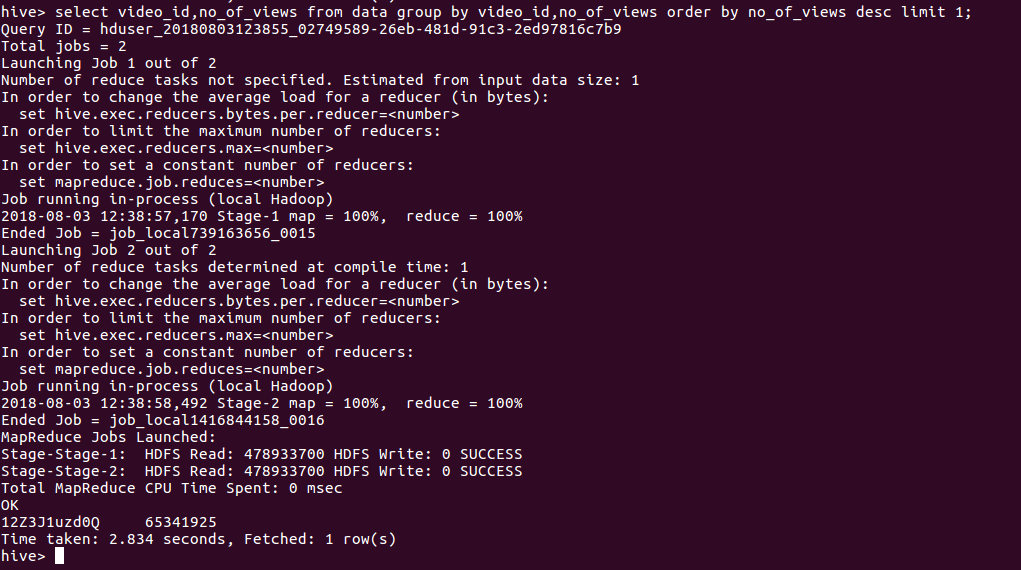 hive> select video_id,no_of_views from data group by video_id,no_of_views order by no_of_views desc limit 1;
Query ID = hduser_20180803123855_02749589-26eb-481d-91c3-2ed97816c7b9
Total jobs = 2
Launching Job 1 out of 2
Number of reduce tasks not specified. Estimated from input data size: 1
In order to change the average load for a reducer (in bytes):
  set hive.exec.reducers.bytes.per.reducer=<number>
In order to limit the maximum number of reducers:
  set hive.exec.reducers.max=<number>
In order to set a constant number of reducers:
  set mapreduce.job.reduces=<number>
Job running in-process (local Hadoop)
2018-08-03 12:38:57,170 Stage-1 map = 100%,  reduce = 100%
Ended Job = job_local739163656_0015
Launching Job 2 out of 2
Number of reduce tasks determined at compile time: 1
In order to change the average load for a reducer (in bytes):
  set hive.exec.reducers.bytes.per.reducer=<number>
In order to limit the maximum number of reducers:
  set hive.exec.reducers.max=<number>
In order to set a constant number of reducers:
  set mapreduce.job.reduces=<number>
Job running in-process (local Hadoop)
2018-08-03 12:38:58,492 Stage-2 map = 100%,  reduce = 100%
Ended Job = job_local1416844158_0016
MapReduce Jobs Launched:
Stage-Stage-1:  HDFS Read: 478933700 HDFS Write: 0 SUCCESS
Stage-Stage-2:  HDFS Read: 478933700 HDFS Write: 0 SUCCESS
Total MapReduce CPU Time Spent: 0 msec
OK
12Z3J1uzd0Q     65341925
Time taken: 2.834 seconds, Fetched: 1 row(s)
hive>